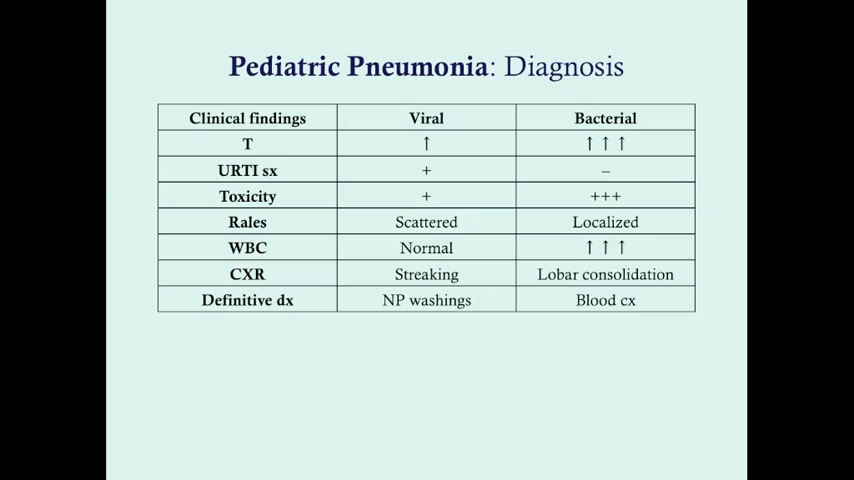 Pediatric Pneumonia: Diagnosis
Clinical findings Viral Bacterial
T ↑ ↑ ↑ ↑
URTI sx + –
Toxicity + +++
Rales Scattered Localized
WBC Normal ↑ ↑ ↑
CXR Streaking Lobar consolidation
Definitive dx NP washings Blood cx